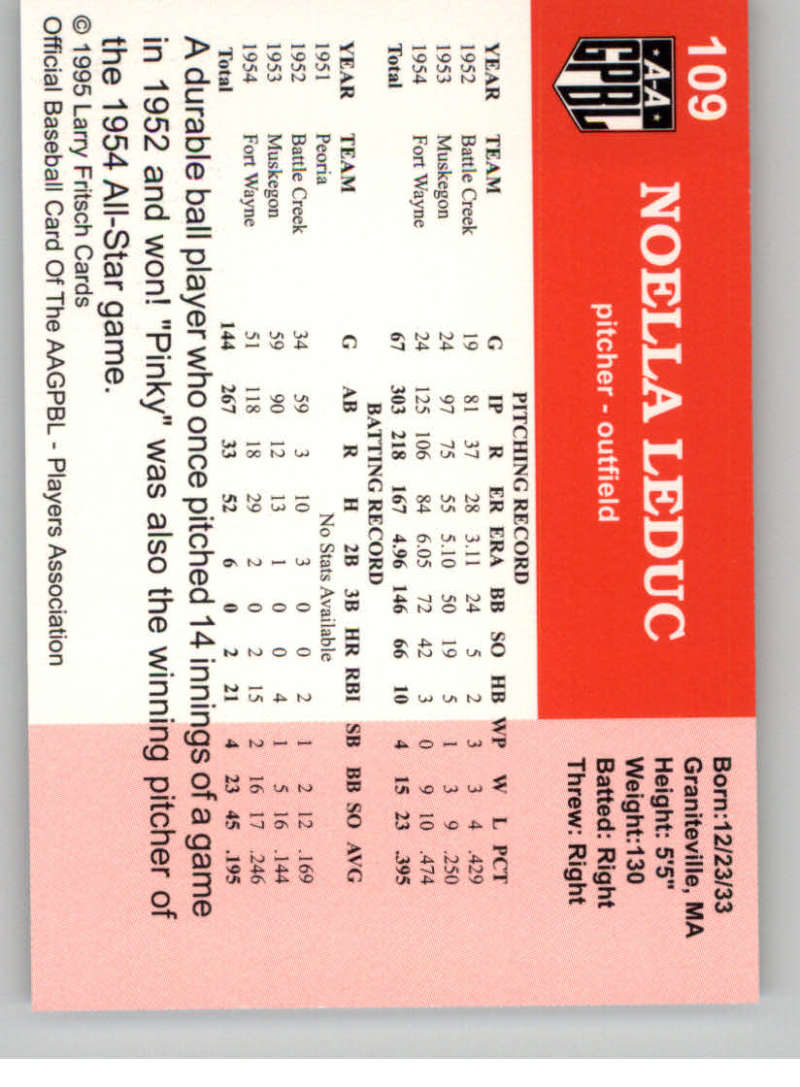 109
A-A
GPBL
NOELLA LEDUC
pitcher - outfield
Born:12/23/33
Graniteville, MA
Height: 5'5"
Weight:130
Batted: Right
Threw: Right
PITCHING RECORD
YEAR TEAM G IP R ER ERA BB SO HB WP W L PCT
1952 Battle Creek 19 81 37 28 3.11 24 5 2 3 3 4 .429
1953 Muskegon 24 97 75 55 5.10 50 19 5 1 3 9 .250
1954 Fort Wayne 24 125 106 84 6.05 72 42 3 0 9 10 .474
Total 67 303 218 167 4.96 146 66 10 4 15 23 .395
BATTING RECORD
YEAR TEAM G AB R H 2B 3B HR RBI SB BB SO AVG
1951 Peoria No Stats Available
1952 Battle Creek 34 59 3 10 3 0 0 2 1 2 12 .169
1953 Muskegon 59 90 12 13 1 0 0 4 1 5 16 .144
1954 Fort Wayne 51 118 18 29 2 0 2 15 2 16 17 .246
Total 144 267 33 52 6 0 2 21 4 23 45 .195
A durable ball player who once pitched 14 innings of a game
in 1952 and won! "Pinky" was also the winning pitcher of
the 1954 All-Star game.
© 1995 Larry Fritsch Cards
Official Baseball Card Of The AAGPBL - Players Association